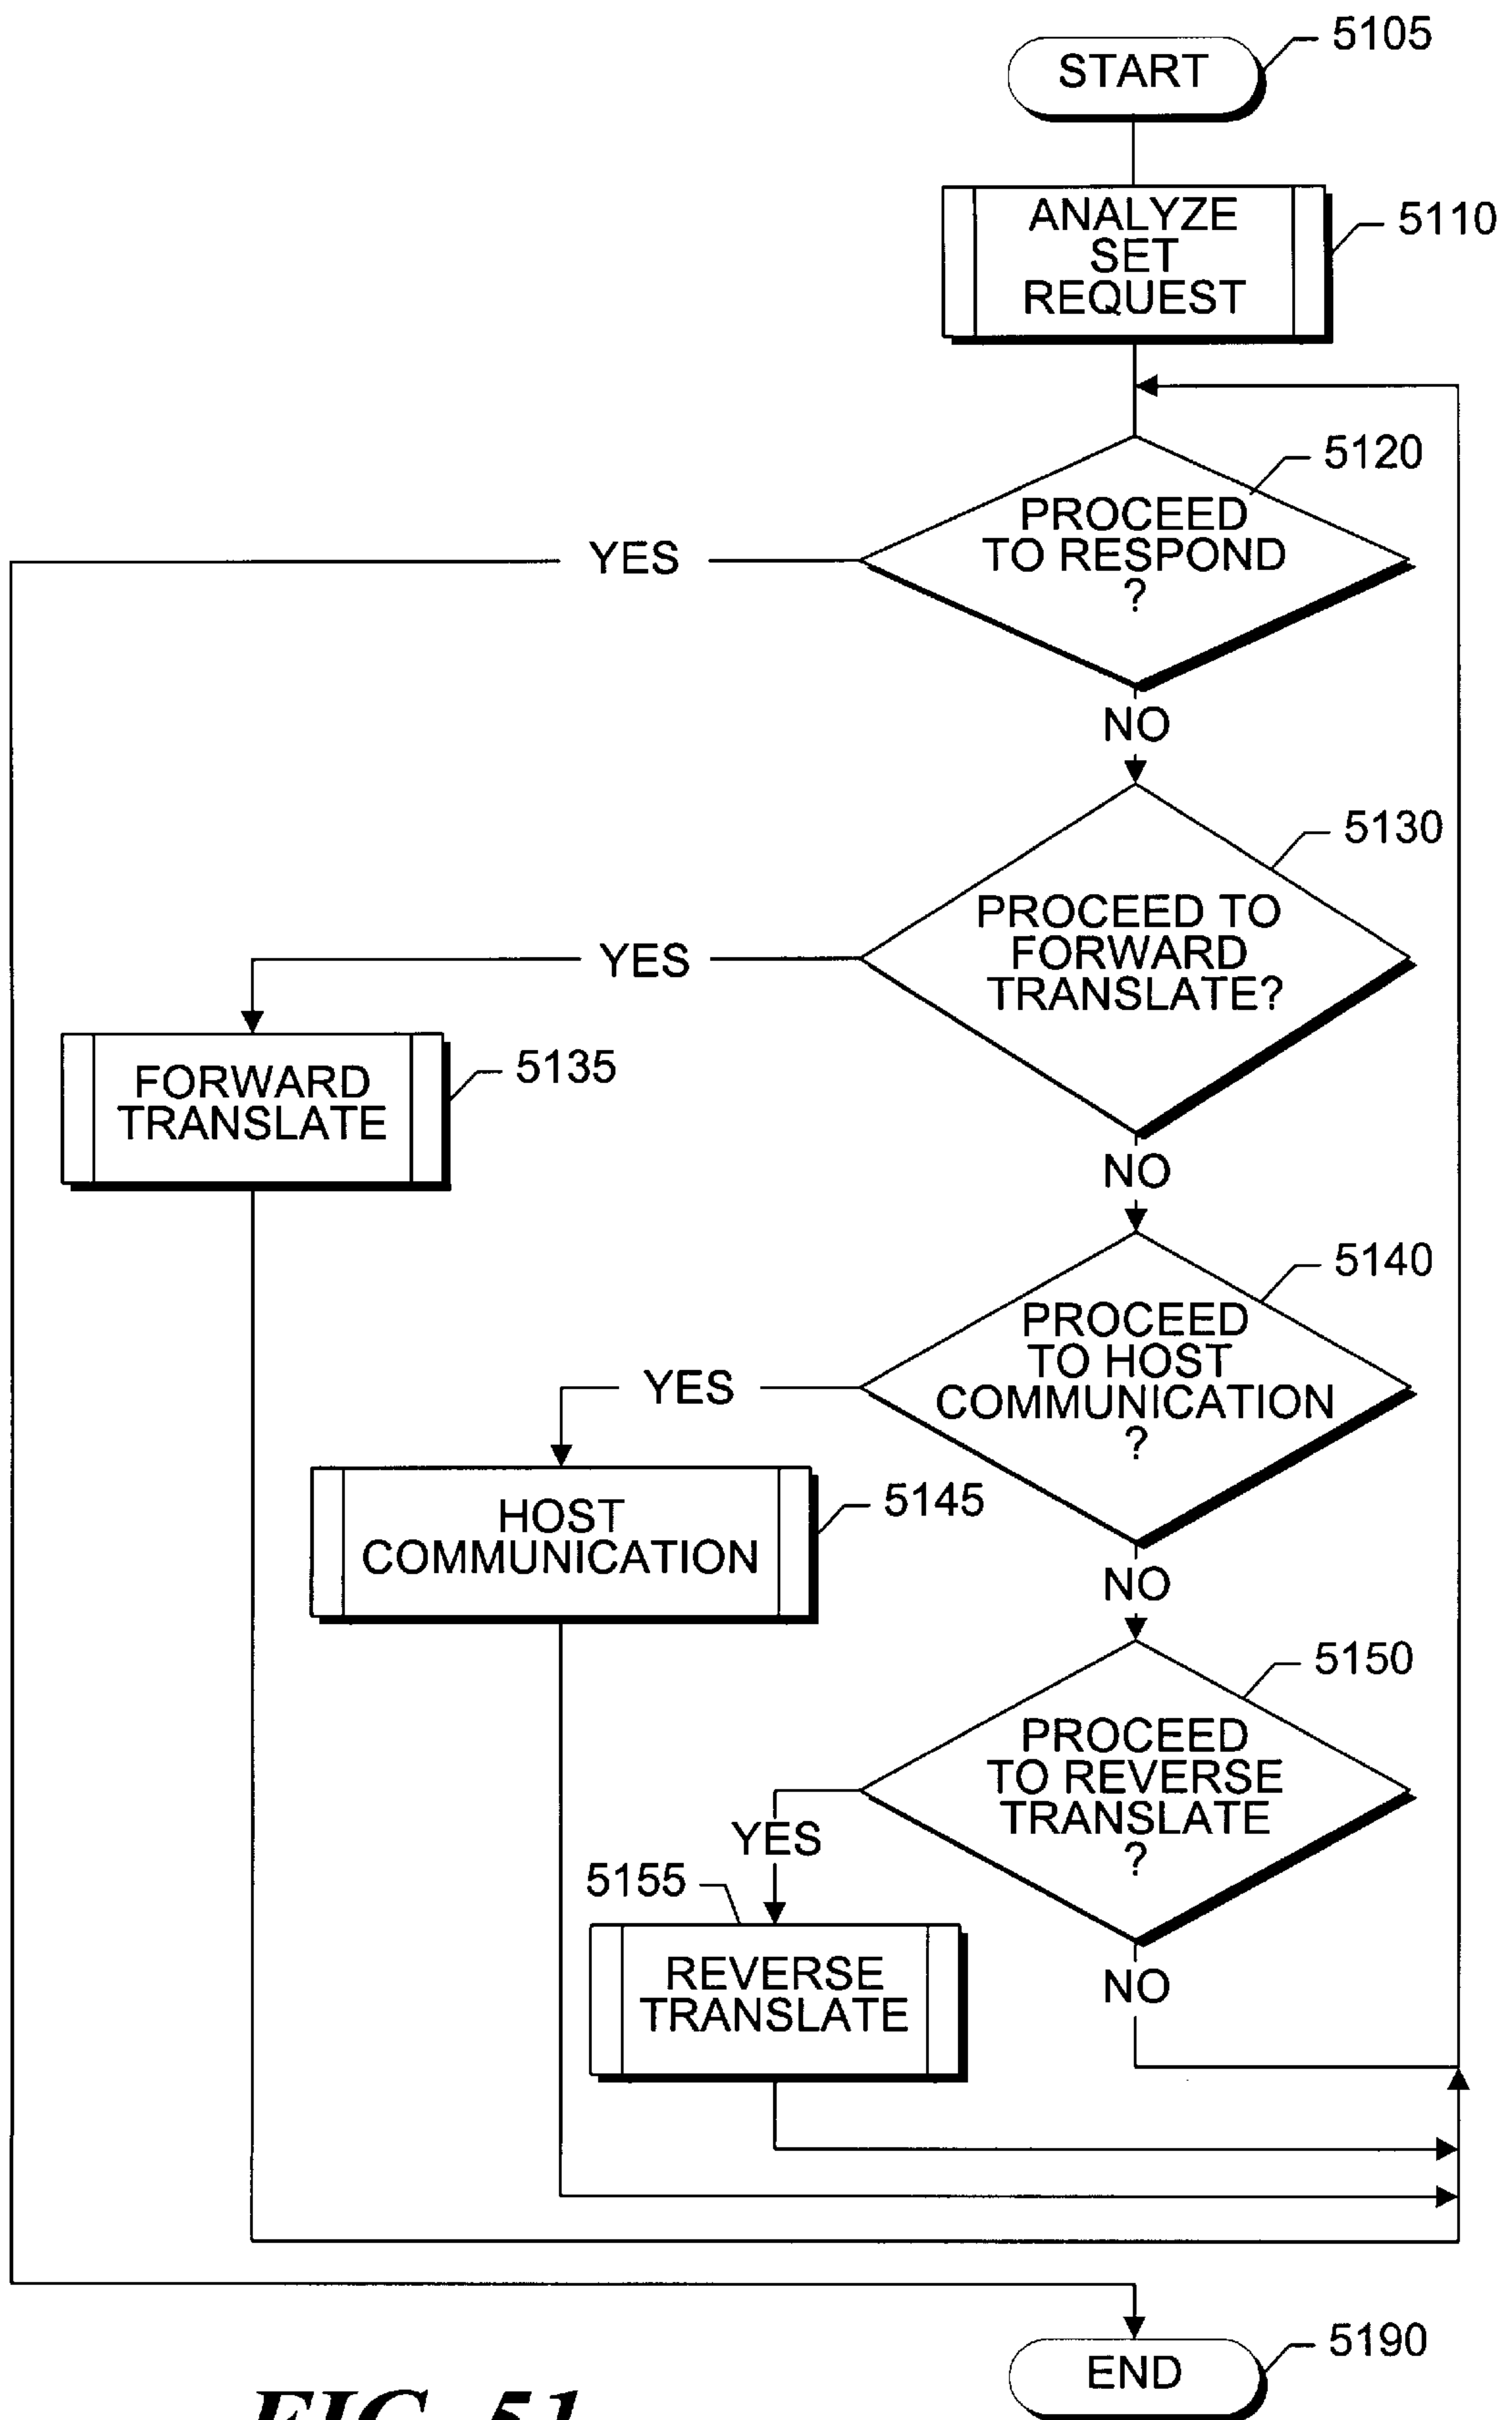 START
5105
ANALYZE
SET
REQUEST
5110
5120
PROCEED
TO RESPOND
?
YES
NO
5130
PROCEED TO
FORWARD
TRANSLATE?
YES
FORWARD
TRANSLATE
5135
NO
5140
PROCEED
TO HOST
COMMUNICATION
?
YES
HOST
COMMUNICATION
5145
NO
5150
PROCEED
TO REVERSE
TRANSLATE
?
YES
5155
REVERSE
TRANSLATE
NO
5190
END
FIG. 51